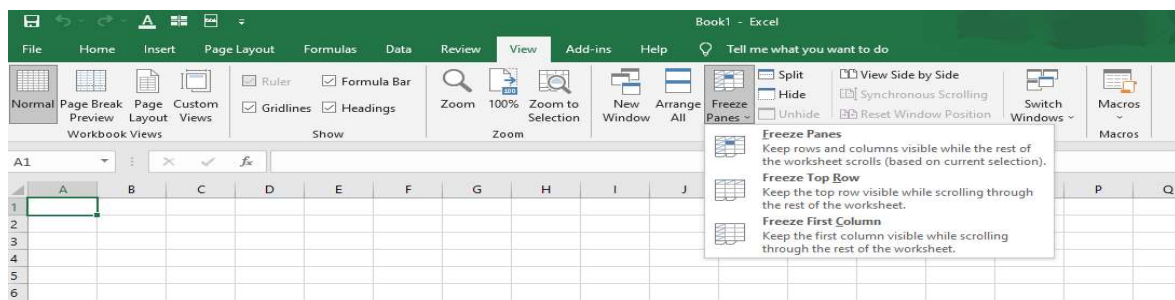 A
Book1 - Excel
File Home Insert Page Layout Formulas Data Review View Add-ins Help Tell me what you want to do
Normal
Page Break Preview
Page Layout
Custom Views
Workbook Views
Ruler
Formula Bar
Gridlines
Headings
Show
Zoom
100%
Zoom to Selection
Zoom
New Window
Arrange All
Freeze Panes
Split
Hide
Unhide
View Side by Side
Synchronous Scrolling
Reset Window Position
Switch Windows
Macros
Macros
Freeze Panes
Keep rows and columns visible while the rest of
the worksheet scrolls (based on current selection).
Freeze Top Row
Keep the top row visible while scrolling through
the rest of the worksheet.
Freeze First Column
Keep the first column visible while scrolling
through the rest of the worksheet.
A1 fx
A B C D E F G H I J P Q
1
2
3
4
5
6